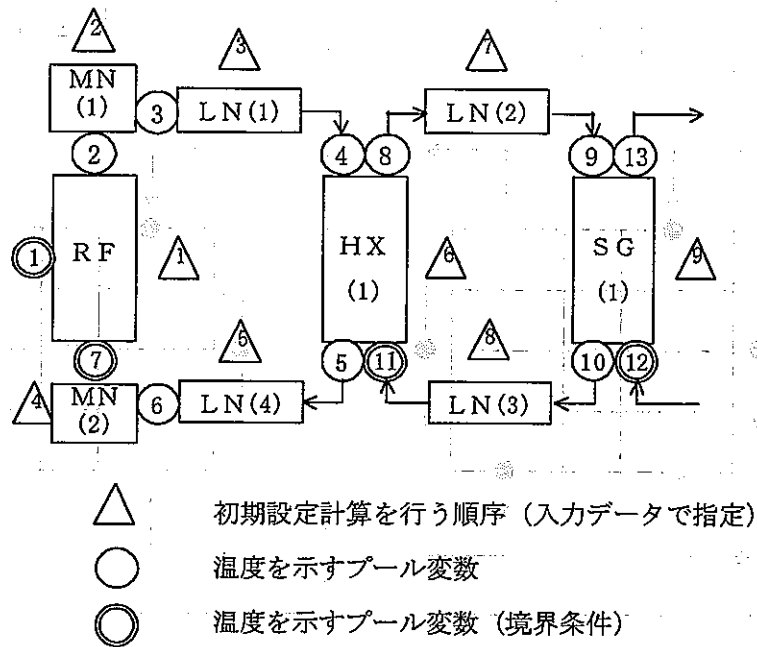 2 3 7
MN
(1)
3 LN(1) LN(2)
2 4 8 9 13
1 RF 1 HX
(1) 6 SG
(1) 9
5 8
7 5 11 10 12
4 MN
(2) 6 LN(4) LN(3)
初期設定計算を行う順序 (入力データで指定)
温度を示すプール変数
温度を示すプール変数 (境界条件)